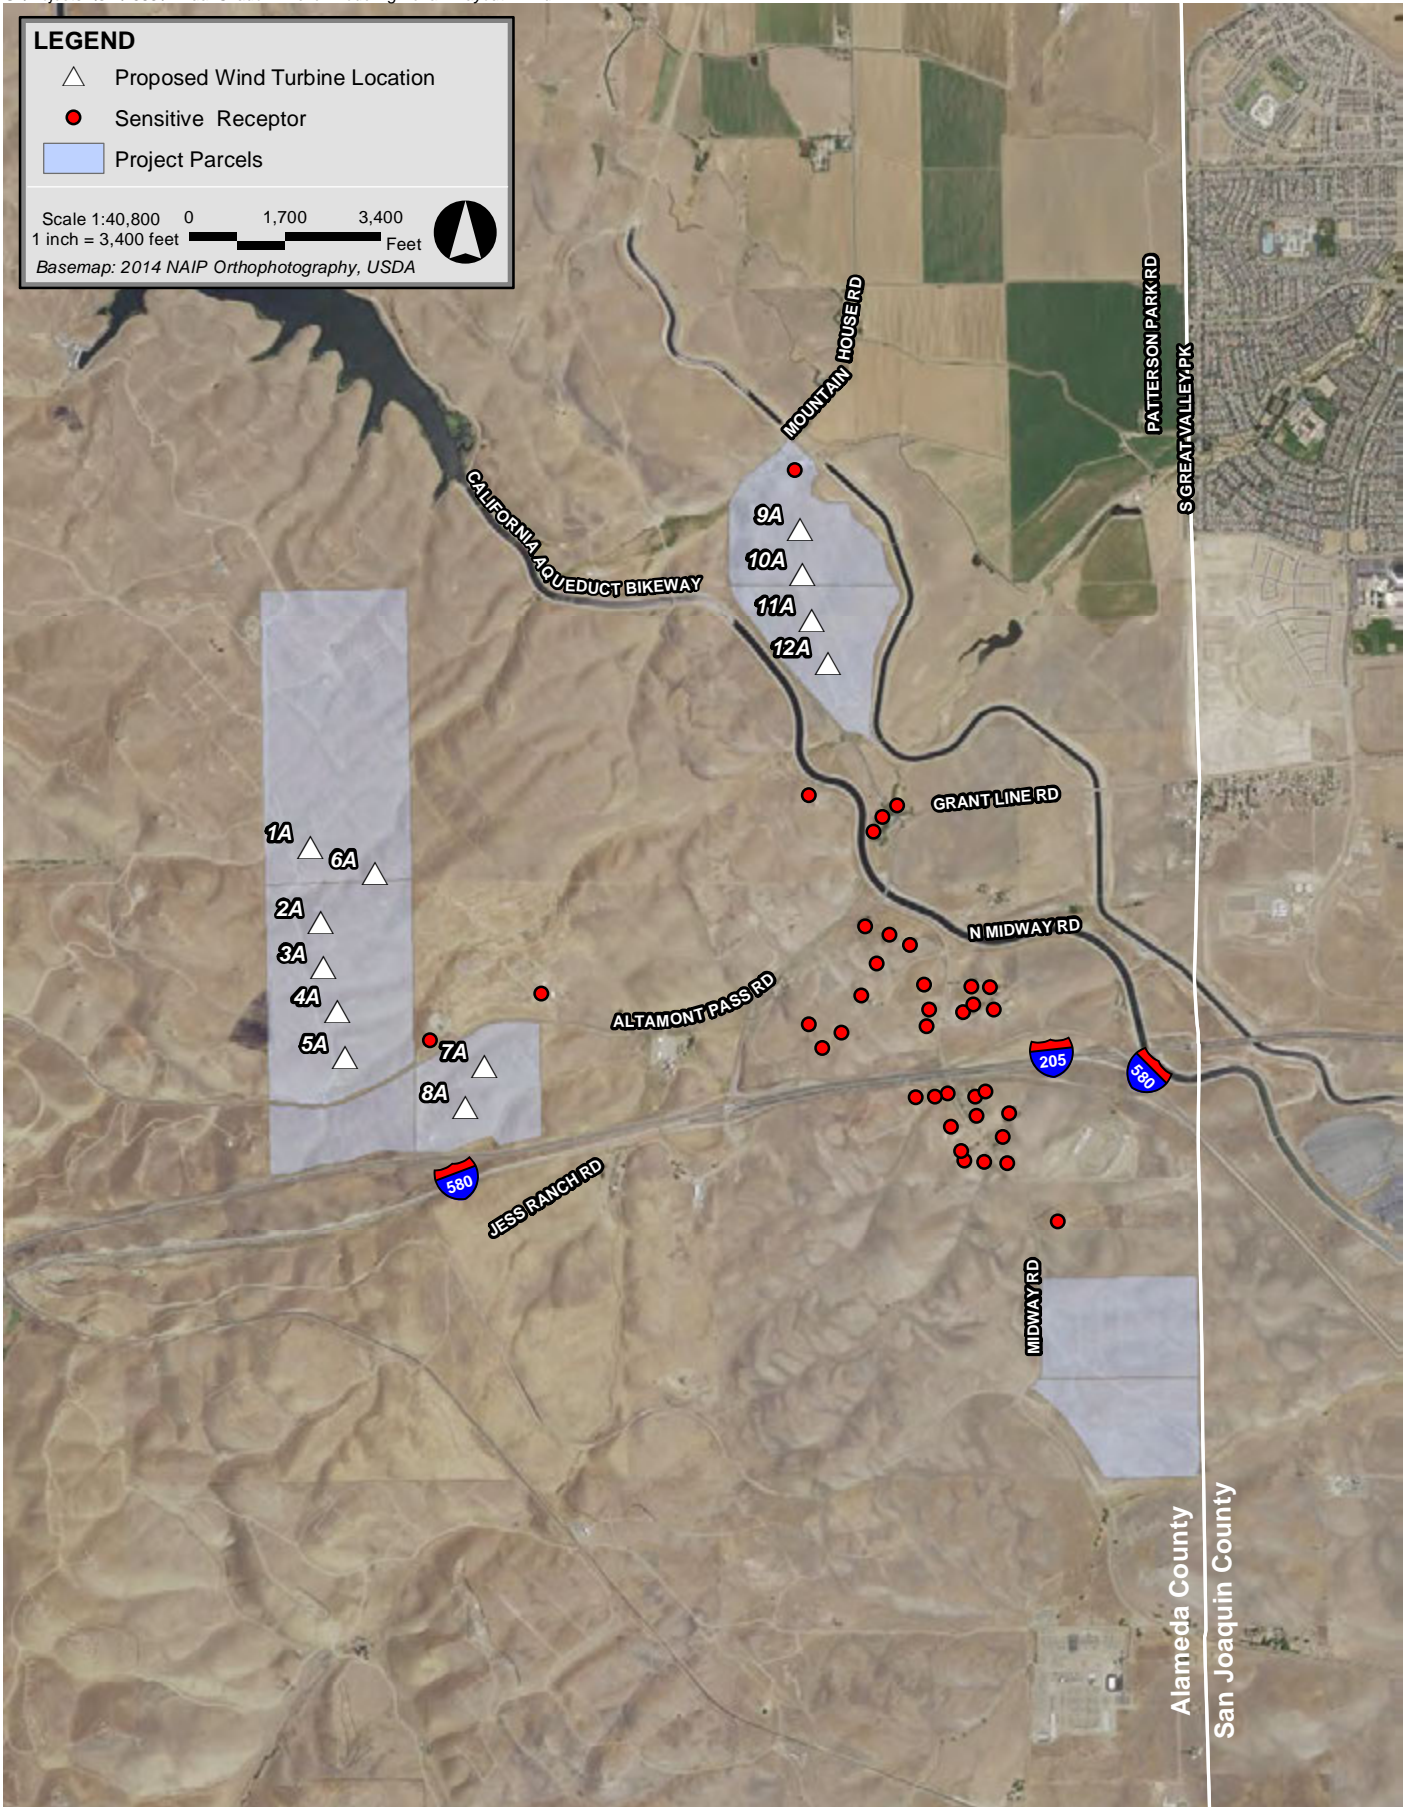 LEGEND
Proposed Wind Turbine Location
Sensitive Receptor
Project Parcels
Scale 1:40,800 0 1,700 3,400
1 inch = 3,400 feet Feet
Basemap: 2014 NAIP Orthophotography, USDA
PATTERSON PARK RD
S GREAT VALLEY PK
MOUNTAIN HOUSE RD
CALIFORNIA AQUEDUCT BIKEWAY
9A
10A
11A
12A
GRANT LINE RD
1A
6A
2A
3A
4A
5A
7A
8A
N MIDWAY RD
ALTAMONT PASS RD
205
580
580
JESS RANCH RD
MIDWAY RD
Alameda County
San Joaquin County